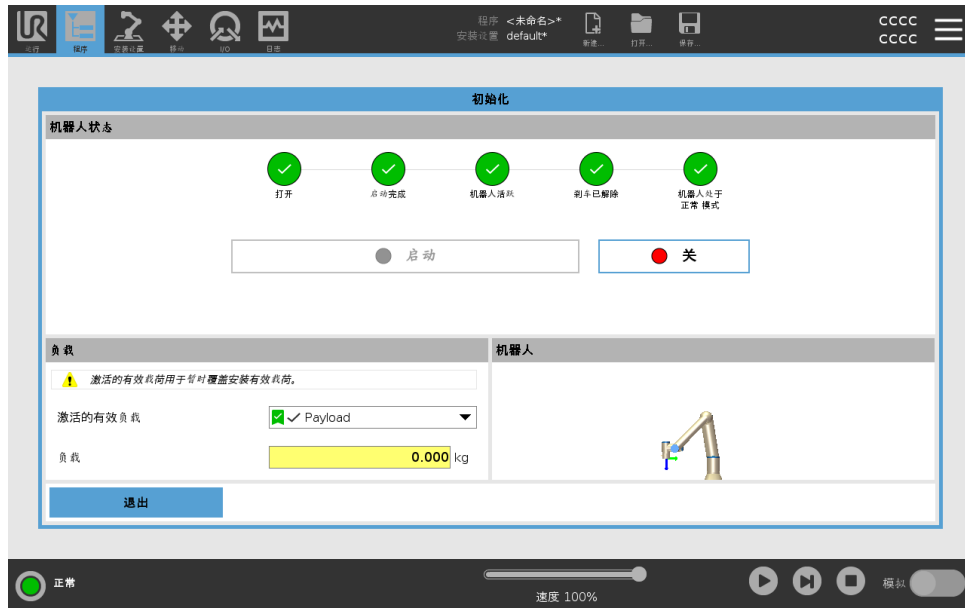 程序 <未命名>*
安装设置 default*
CCCC
CCCC
运行
程序
安装设置
移动
I/O
日志
新建...
打开...
保存...
初始化
机器人状态
打开
启动完成
机器人活跃
刹车已解除
机器人处于
正常 模式
启动
关
负载
机器人
激活的有效载荷用于暂时覆盖安装有效载荷。
激活的有效负载
Payload
负载
0.000 kg
退出
正常
速度 100%
模拟